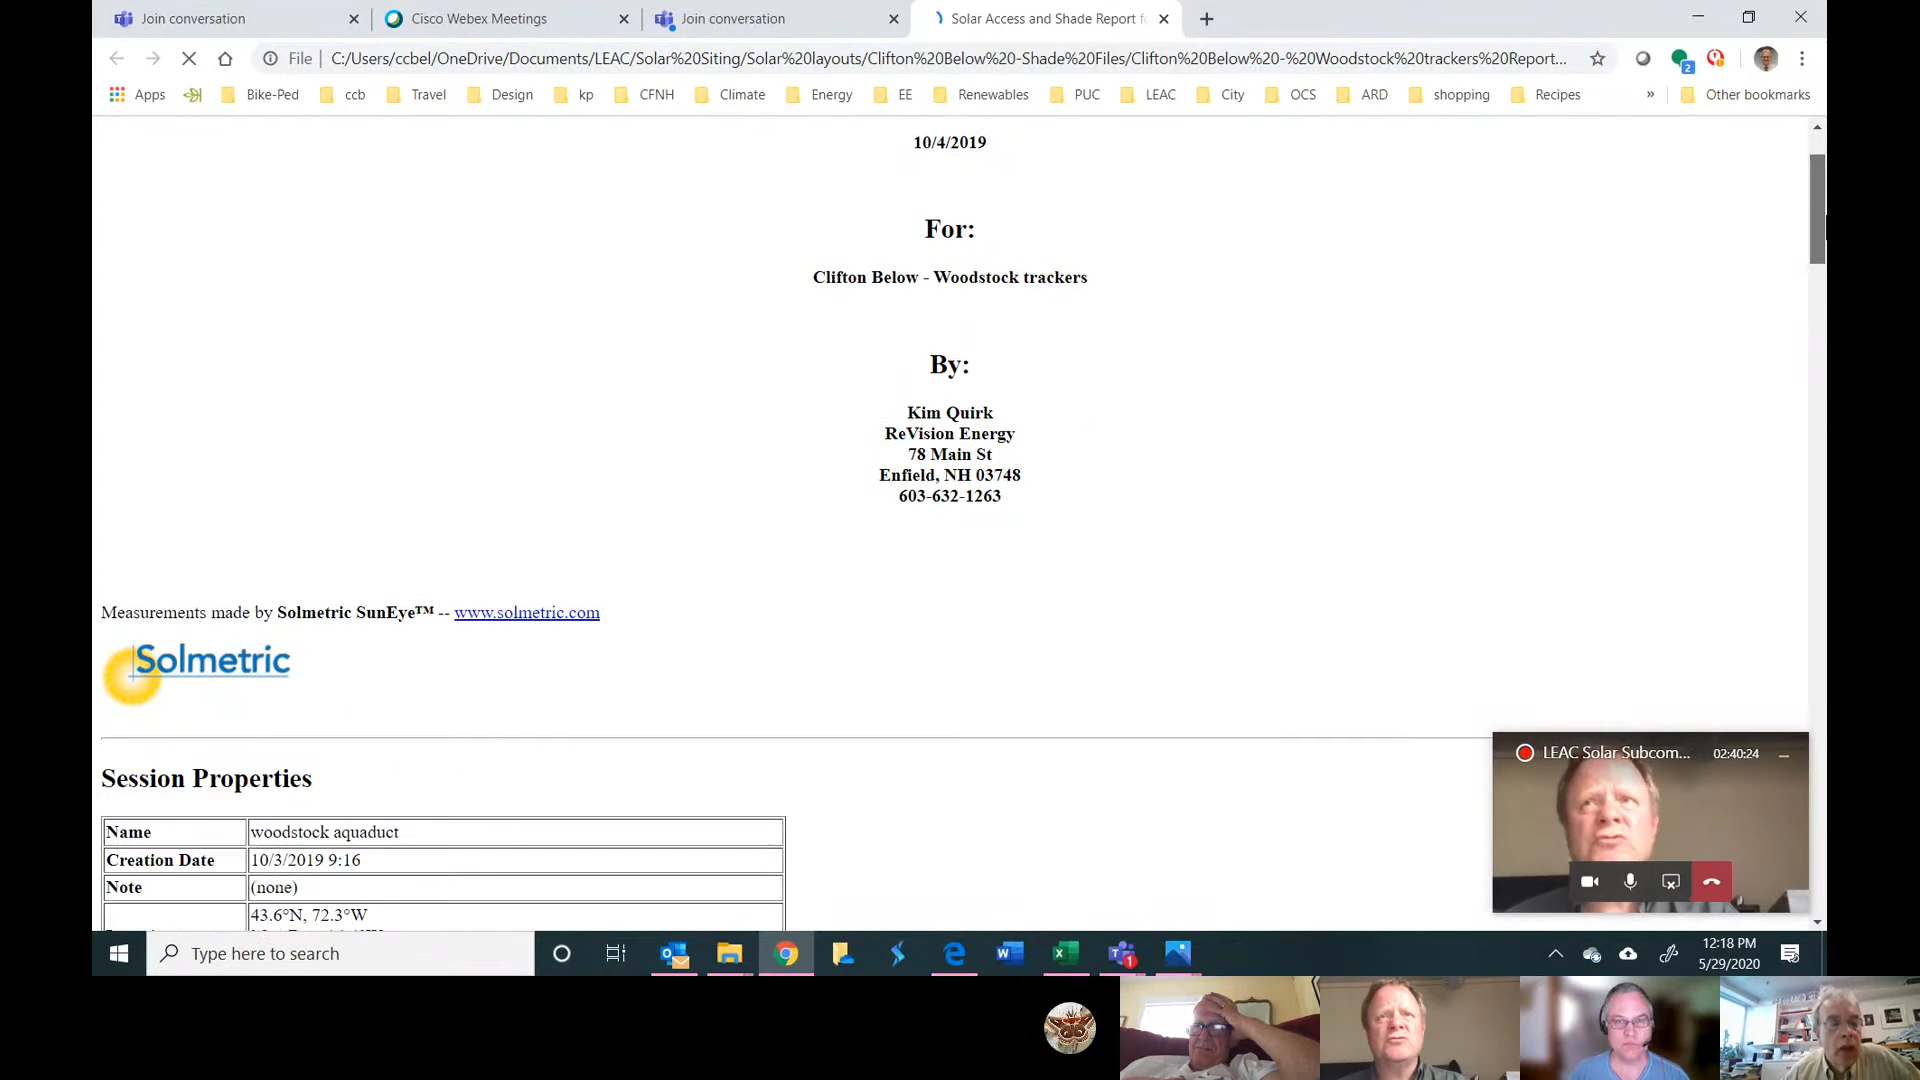 Join conversation
Cisco Webex Meetings
Join conversation
Solar Access and Shade Report f
File
C:/Users/ccbel/OneDrive/Documents/LEAC/Solar%20Siting/Solar%20layouts/Clifton%20Below%20-Shade%20Files/Clifton%20Below%20-%20Woodstock%20trackers%20Report...
2
Apps
Bike-Ped
ccb
Travel
Design
kp
CFNH
Climate
Energy
EE
Renewables
PUC
LEAC
City
OCS
ARD
shopping
Recipes
»
Other bookmarks
10/4/2019
For:
Clifton Below - Woodstock trackers
By:
Kim Quirk
ReVision Energy
78 Main St
Enfield, NH 03748
603-632-1263
Measurements made by Solmetric SunEye™ -- www.solmetric.com
Solmetric
Session Properties
Name woodstock aquaduct
Creation Date 10/3/2019 9:16
Note (none)
43.6°N, 72.3°W
LEAC Solar Subcom... 02:40:24
Type here to search
1
12:18 PM
5/29/2020